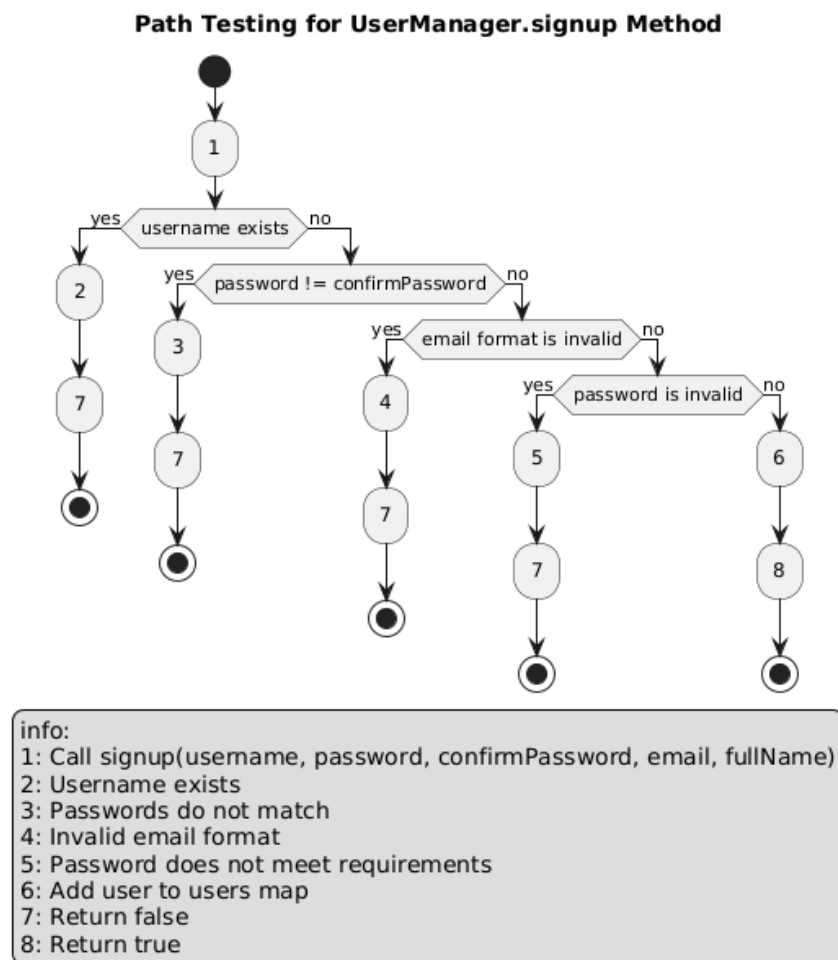 Path Testing for UserManager.signup Method
1
yes
username exists
no
2
yes
password != confirmPassword
no
3
yes
email format is invalid
no
7
4
yes
password is invalid
no
7
5
6
7
7
8
info:
1: Call signup(username, password, confirmPassword, email, fullName)
2: Username exists
3: Passwords do not match
4: Invalid email format
5: Password does not meet requirements
6: Add user to users map
7: Return false
8: Return true